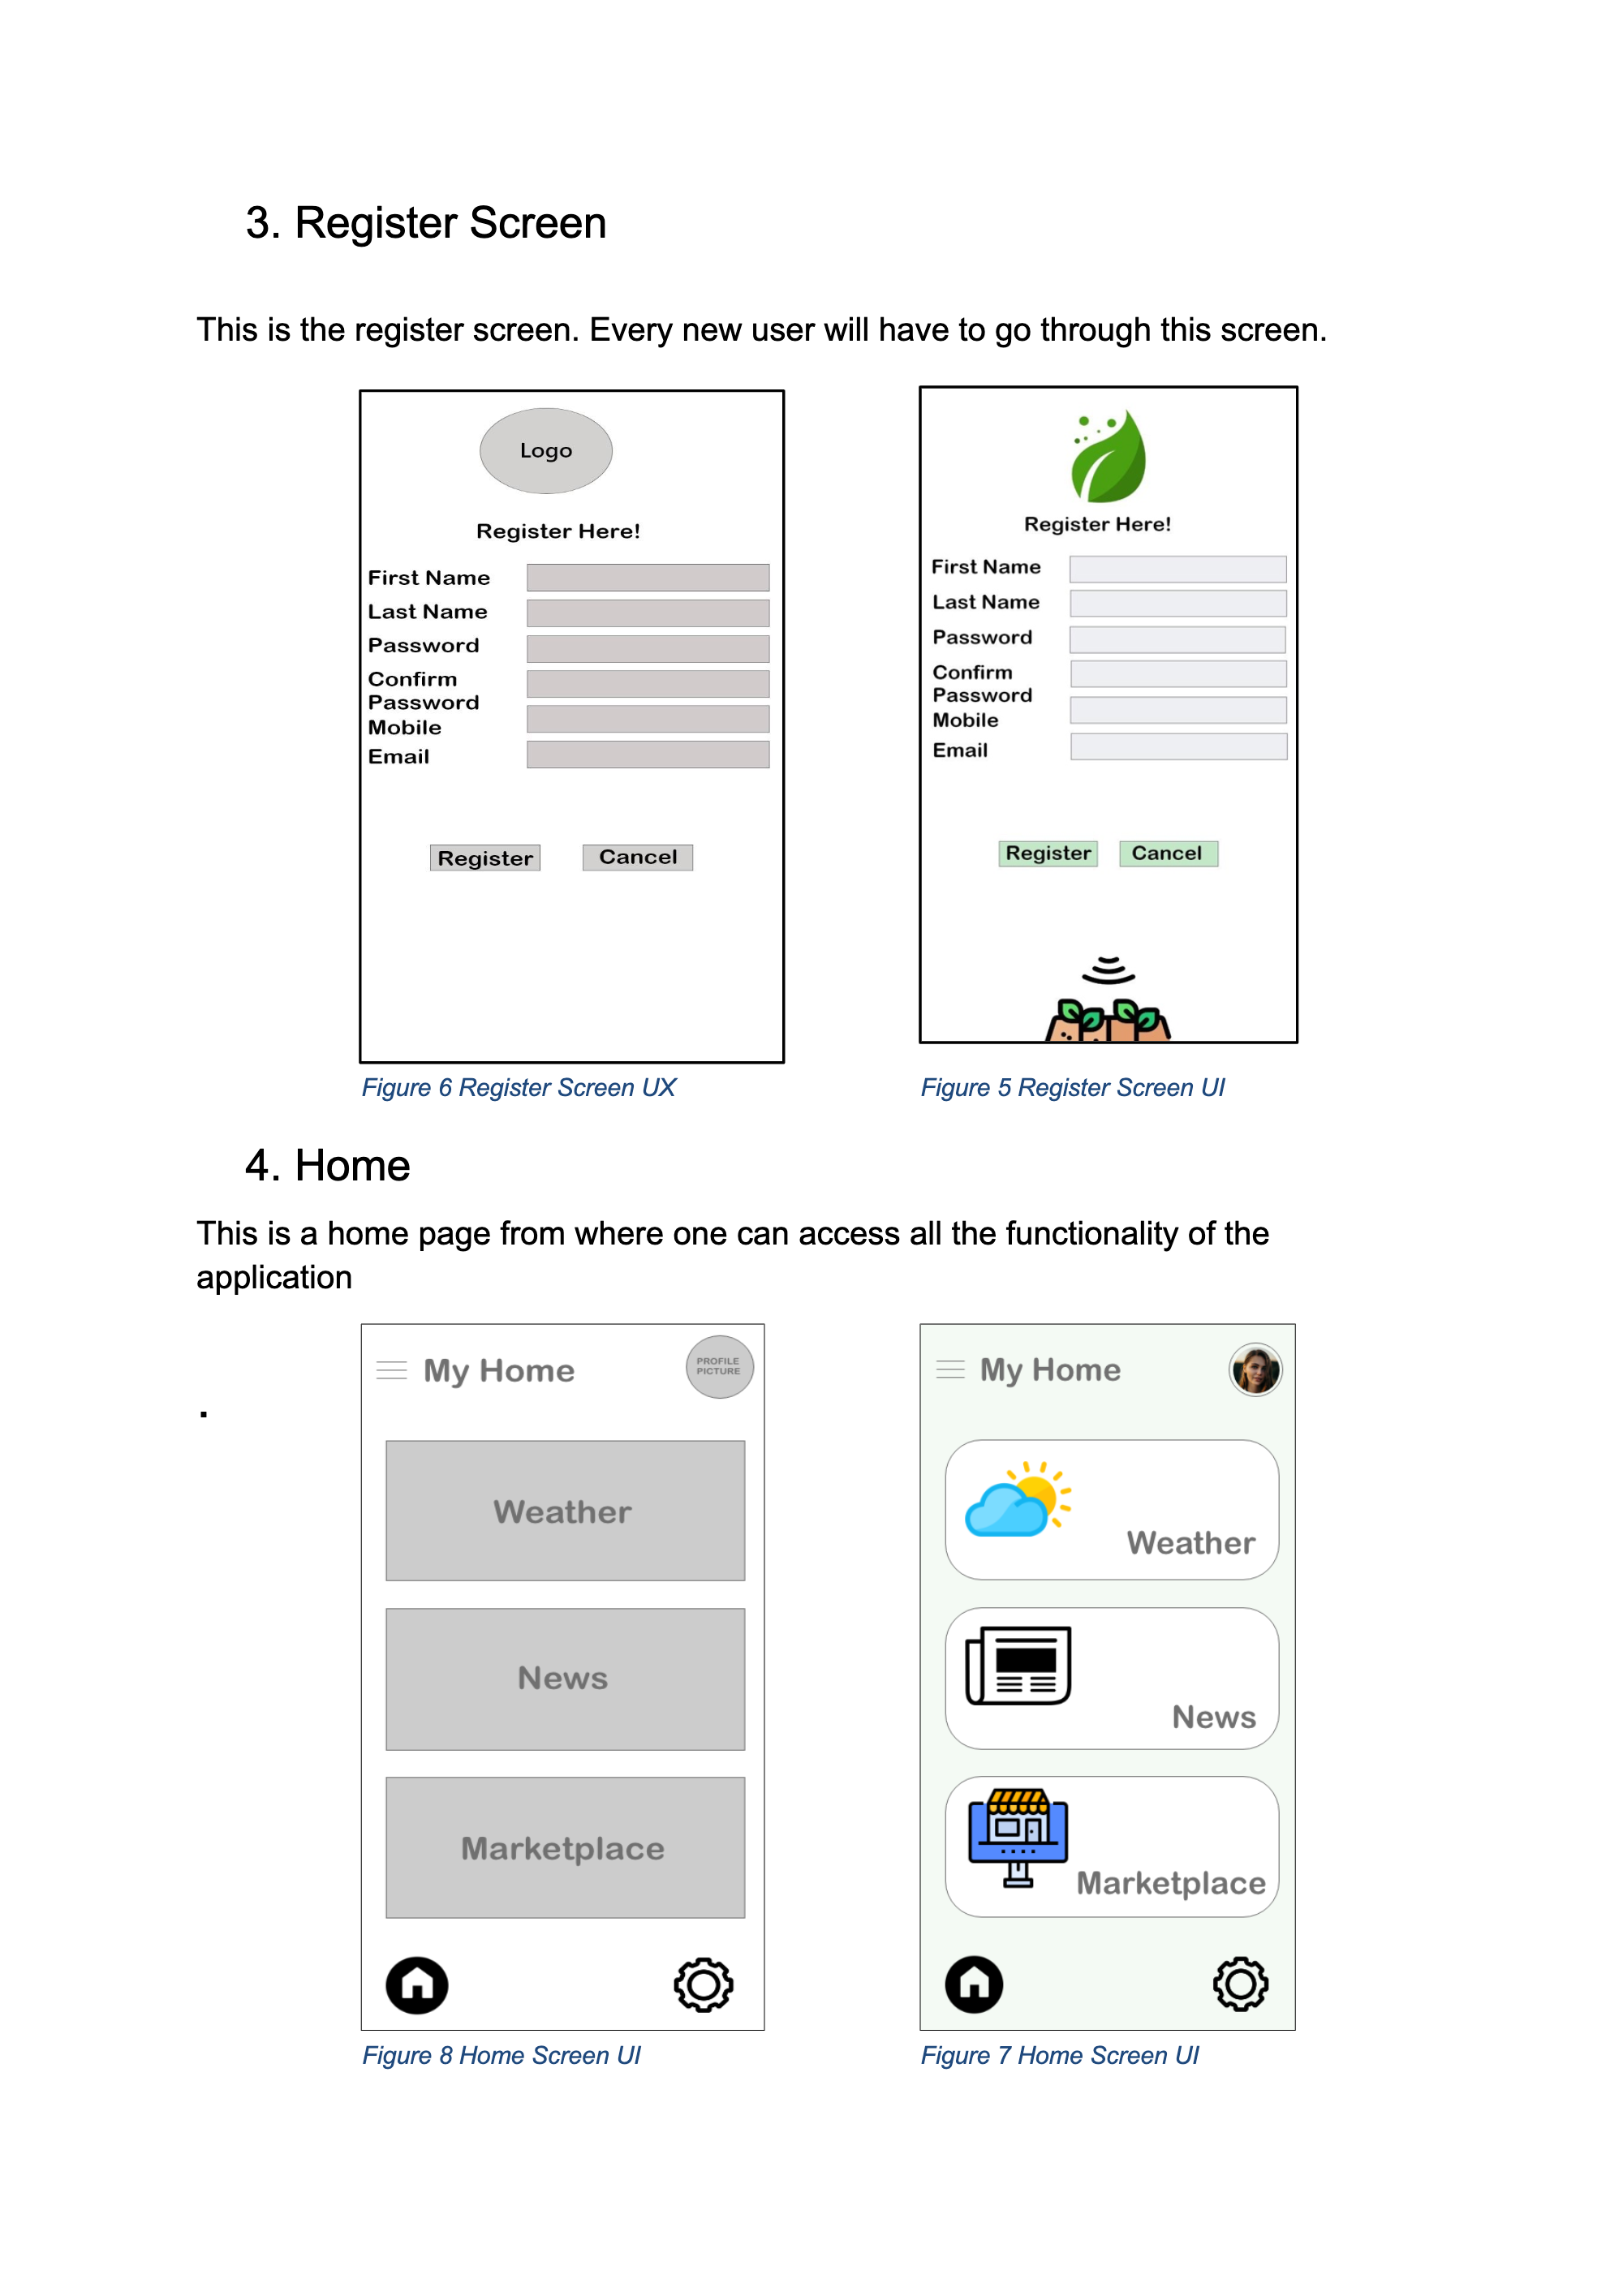 3. Register Screen
This is the register screen. Every new user will have to go through this screen.
Logo
Register Here!
First Name
Last Name
Password
Confirm
Password
Mobile
Email
Register Cancel
Figure 6 Register Screen UX
Register Here!
First Name
Last Name
Password
Confirm
Password
Mobile
Email
Register Cancel
Figure 5 Register Screen UI
4. Home
This is a home page from where one can access all the functionality of the
application
.
My Home
PROFILE
PICTURE
Weather
News
Marketplace
Figure 8 Home Screen UI
My Home
Weather
News
Marketplace
Figure 7 Home Screen UI